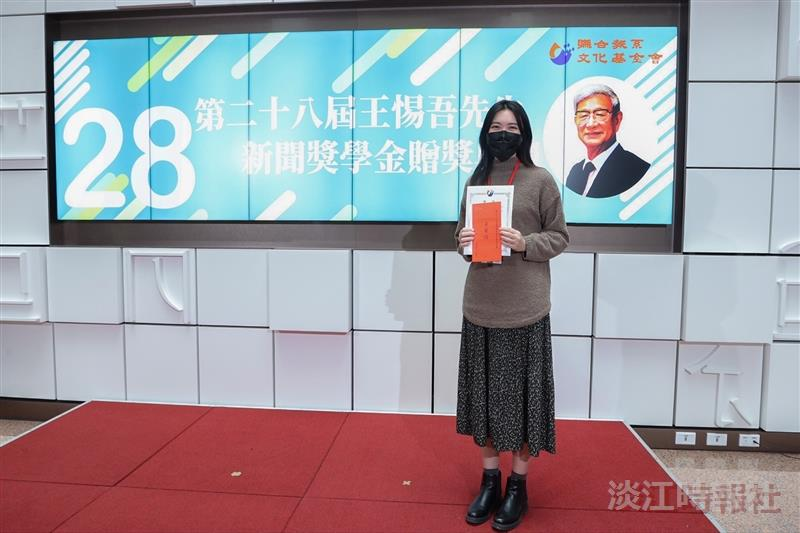 聯合報系
文化基金會
28
第二十八屆王惕吾先
新聞獎學金贈獎
淡江時報社